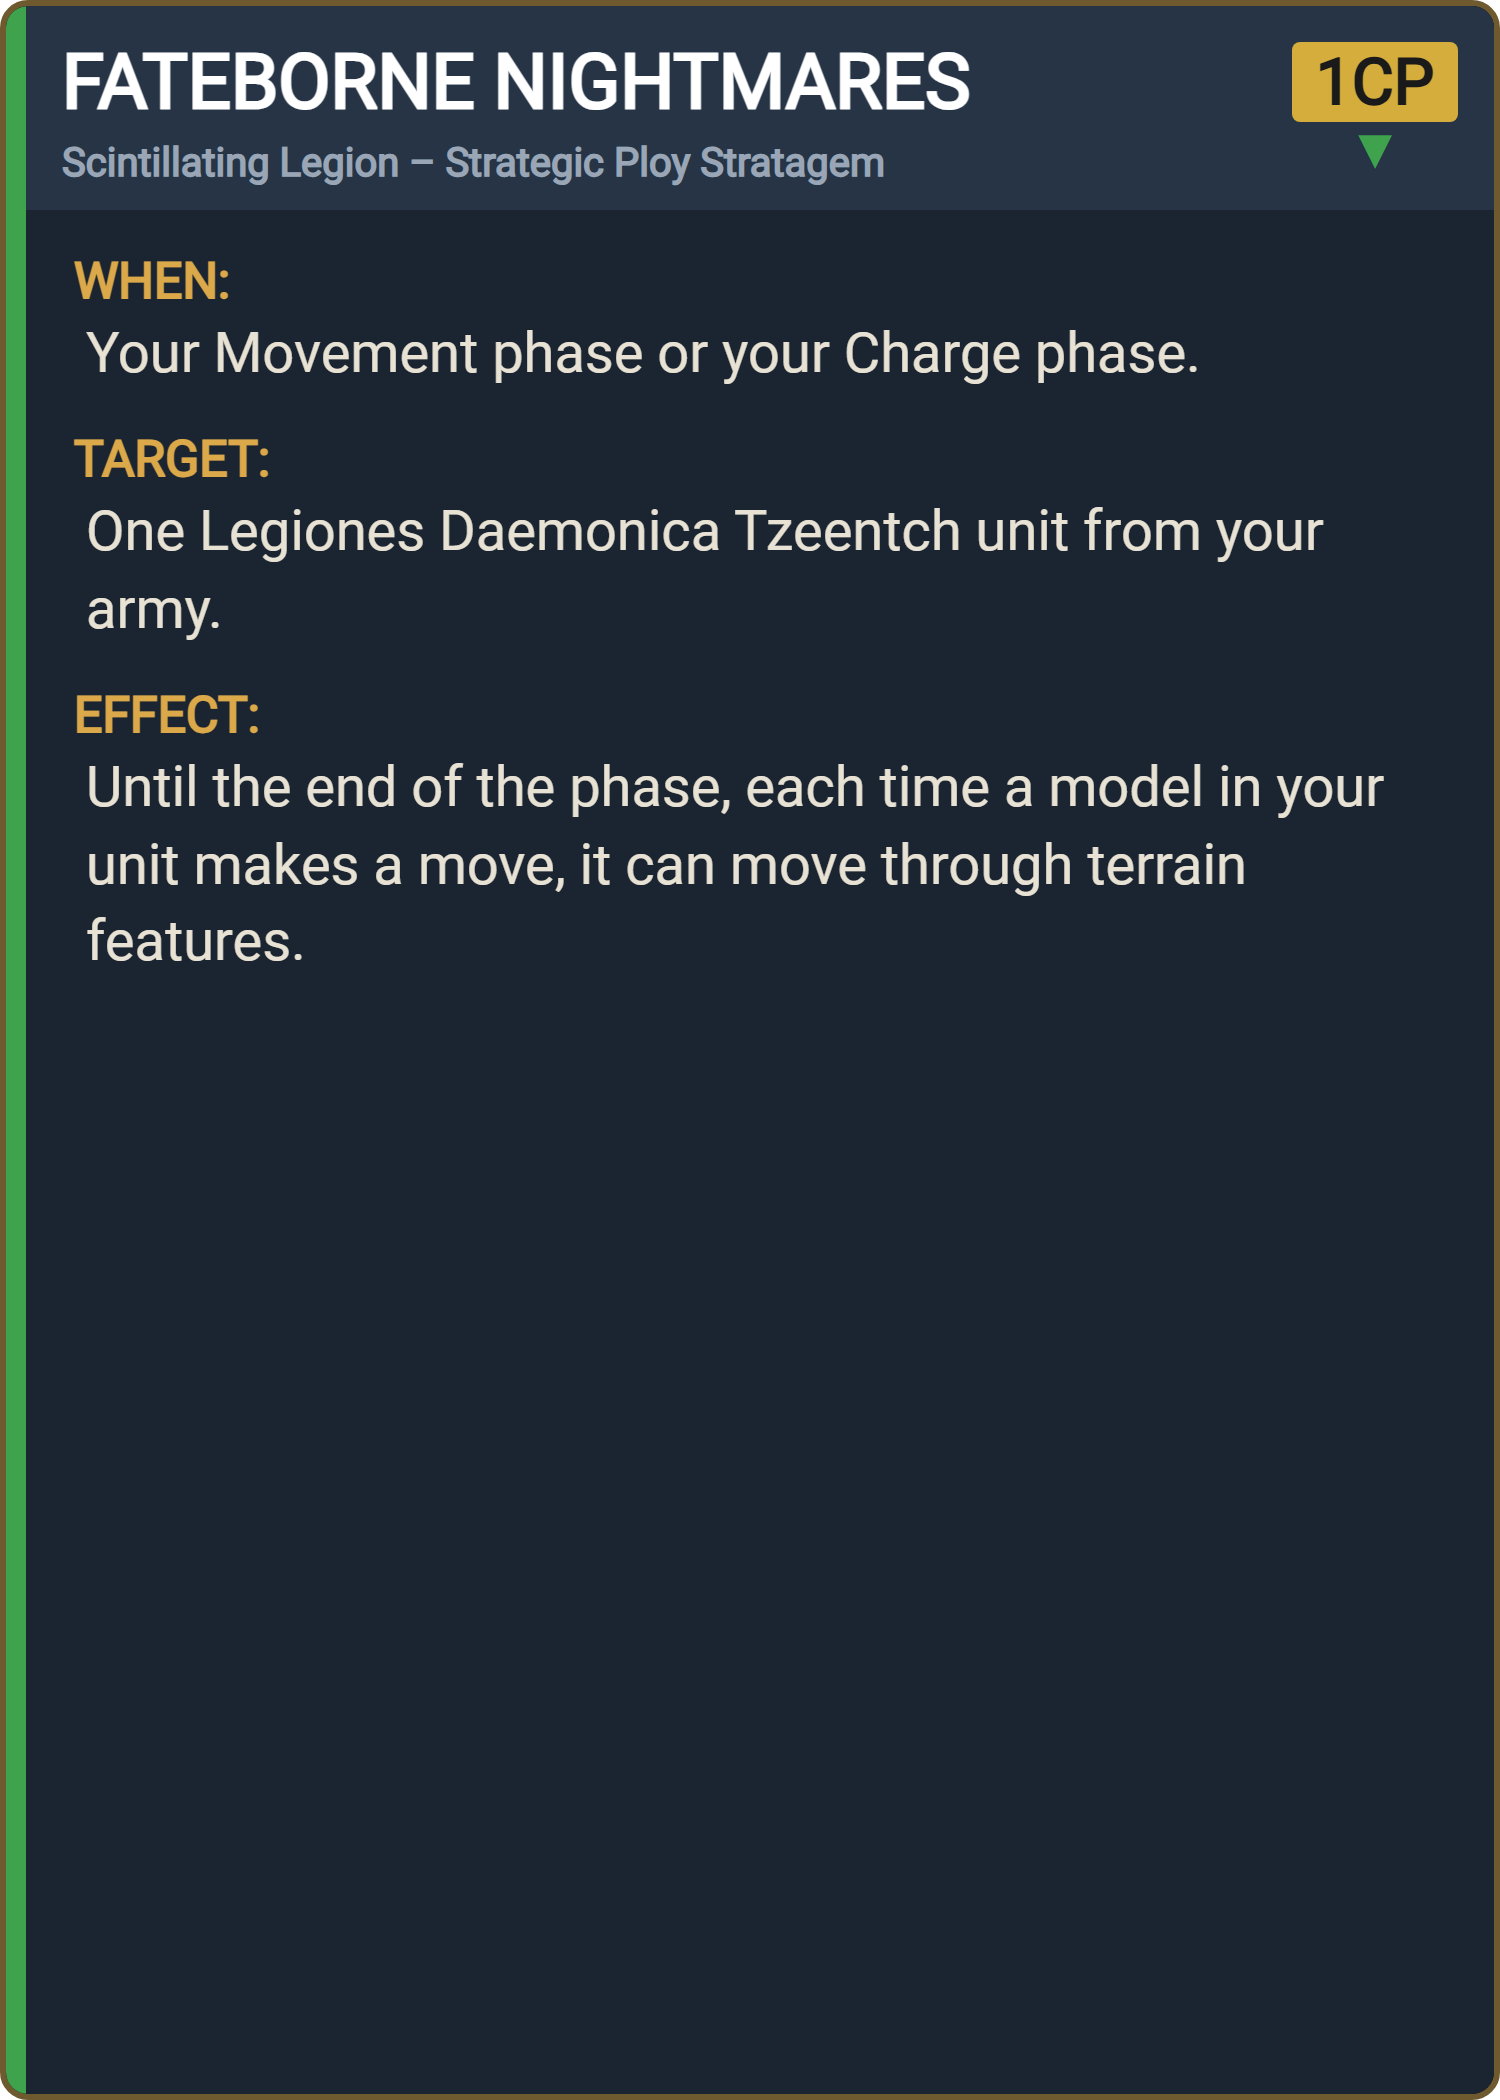 FATEBORNE NIGHTMARES
1CP
Scintillating Legion – Strategic Ploy Stratagem
WHEN:
Your Movement phase or your Charge phase.
TARGET:
One Legiones Daemonica Tzeentch unit from your
army.
EFFECT:
Until the end of the phase, each time a model in your
unit makes a move, it can move through terrain
features.